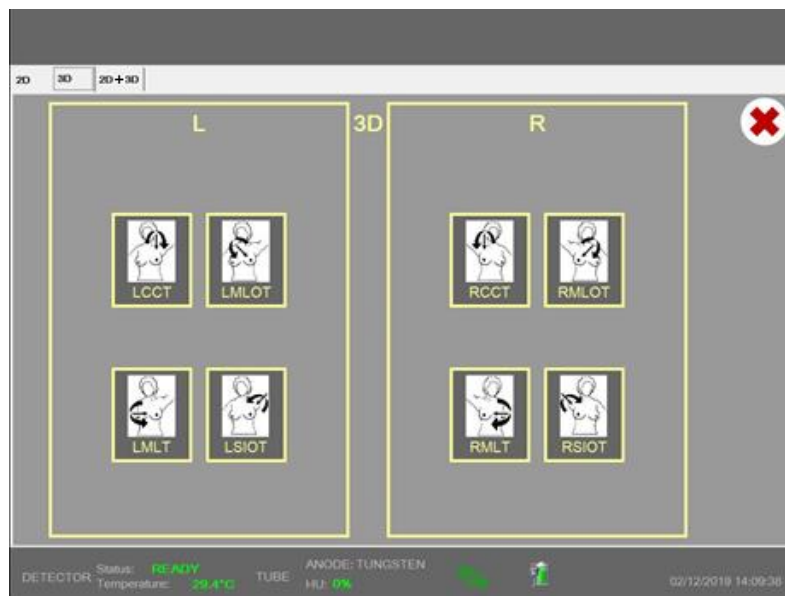 2D 3D 2D+3D
L 3D R
LCCT LMLOT RCCT RMLOT
LMLT LSIOT RMLT RSIOT
DETECTOR Status: READY TUBE ANODE: TUNGSTEN
Temperature: 29.4°C HU: 0% 02/12/2019 14:09:38